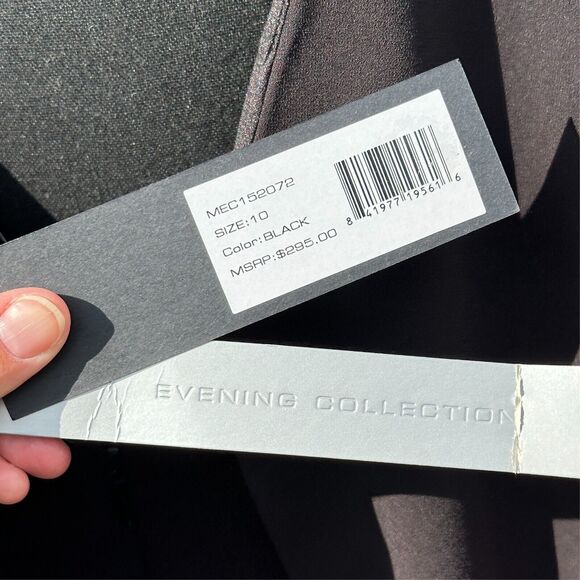 MEC152072
SIZE:10
Color:BLACK
MSRP:$295.00
8 41977 19561 6
EVENING COLLECTION